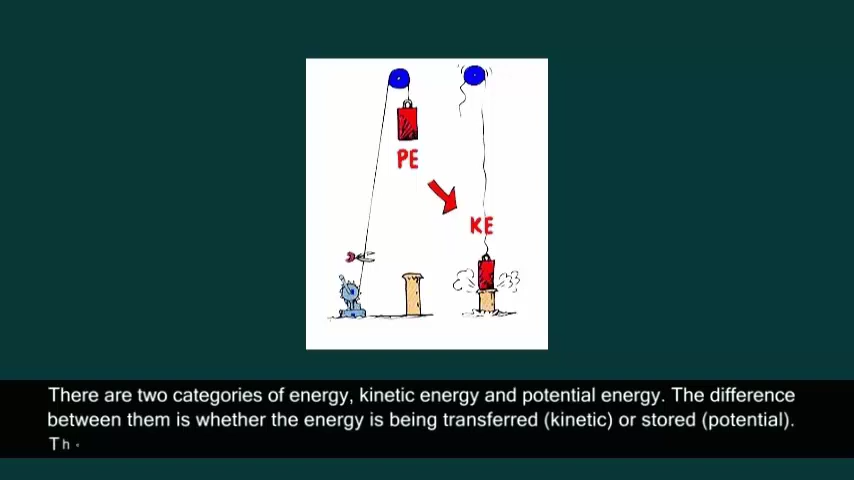 PE
KE
There are two categories of energy, kinetic energy and potential energy. The difference
between them is whether the energy is being transferred (kinetic) or stored (potential).
Th